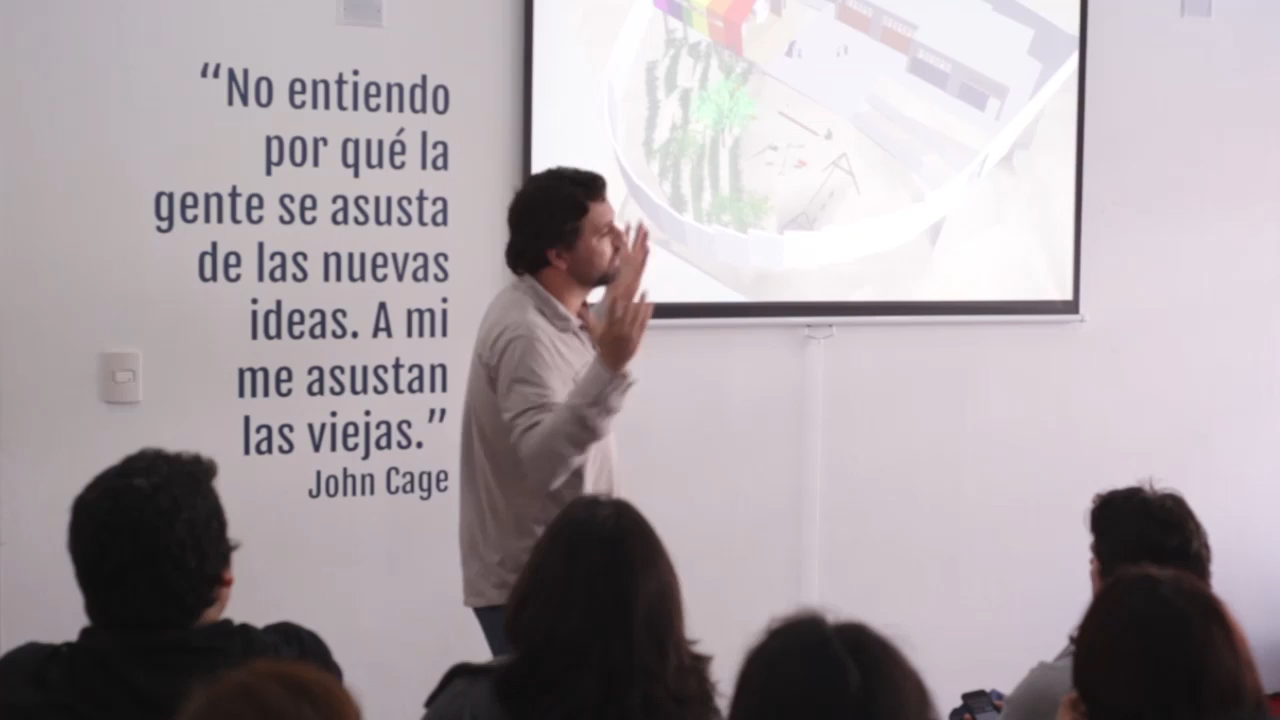 “No entiendo
por qué la
gente se asusta
de las nuevas
ideas. A mi
me asustan
las viejas.”
John Cage